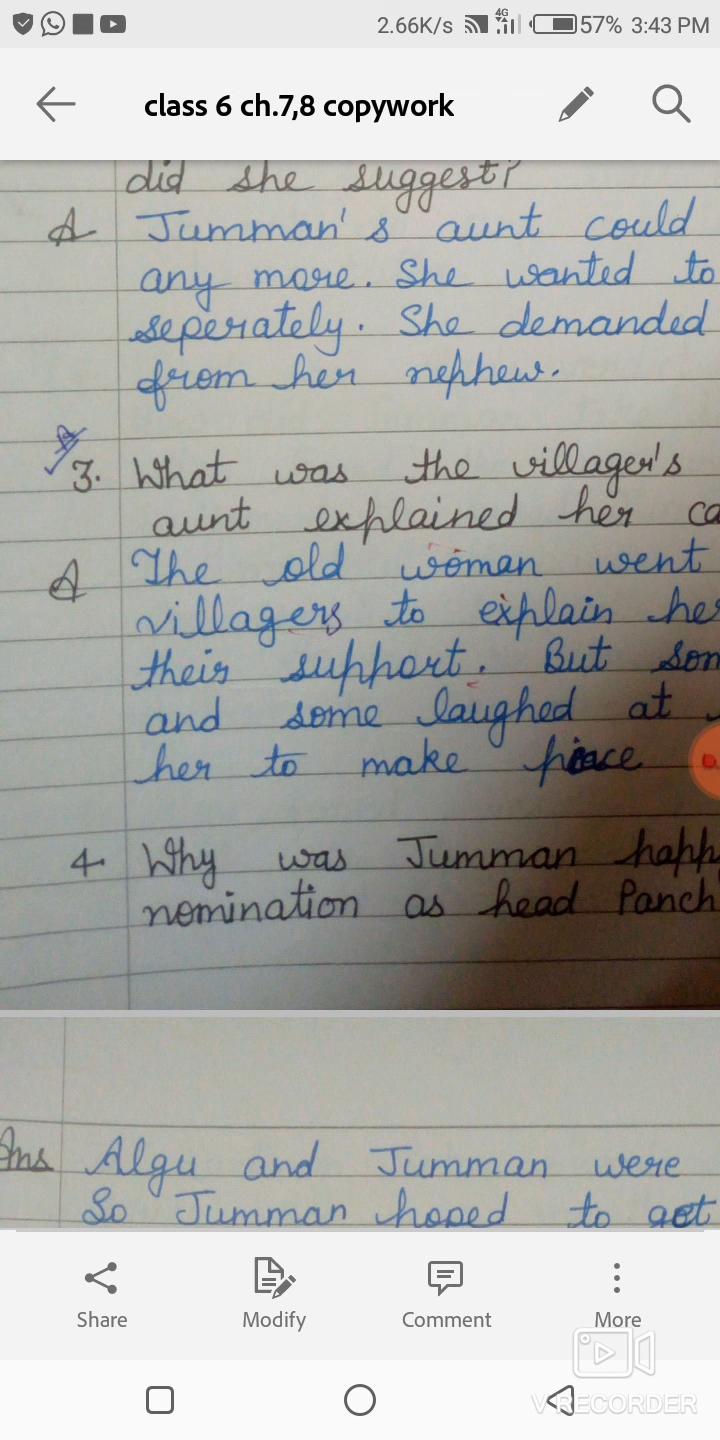 2.66K/s 4G 57% 3:43 PM
class 6 ch.7,8 copywork
did she suggest?
A Jumman's aunt could
any more. She wanted to
seperately. She demanded
from her nephew.
3. What was the villager's
aunt explained her ca
A The old woman went
villagers to explain her
their support. But som
and some laughed at
her to make piece
4. Why was Jumman happ
nomination as head Panch
Ans Algu and Jumman were
So Jumman hoped to get
Share Modify Comment More
V RECORDER